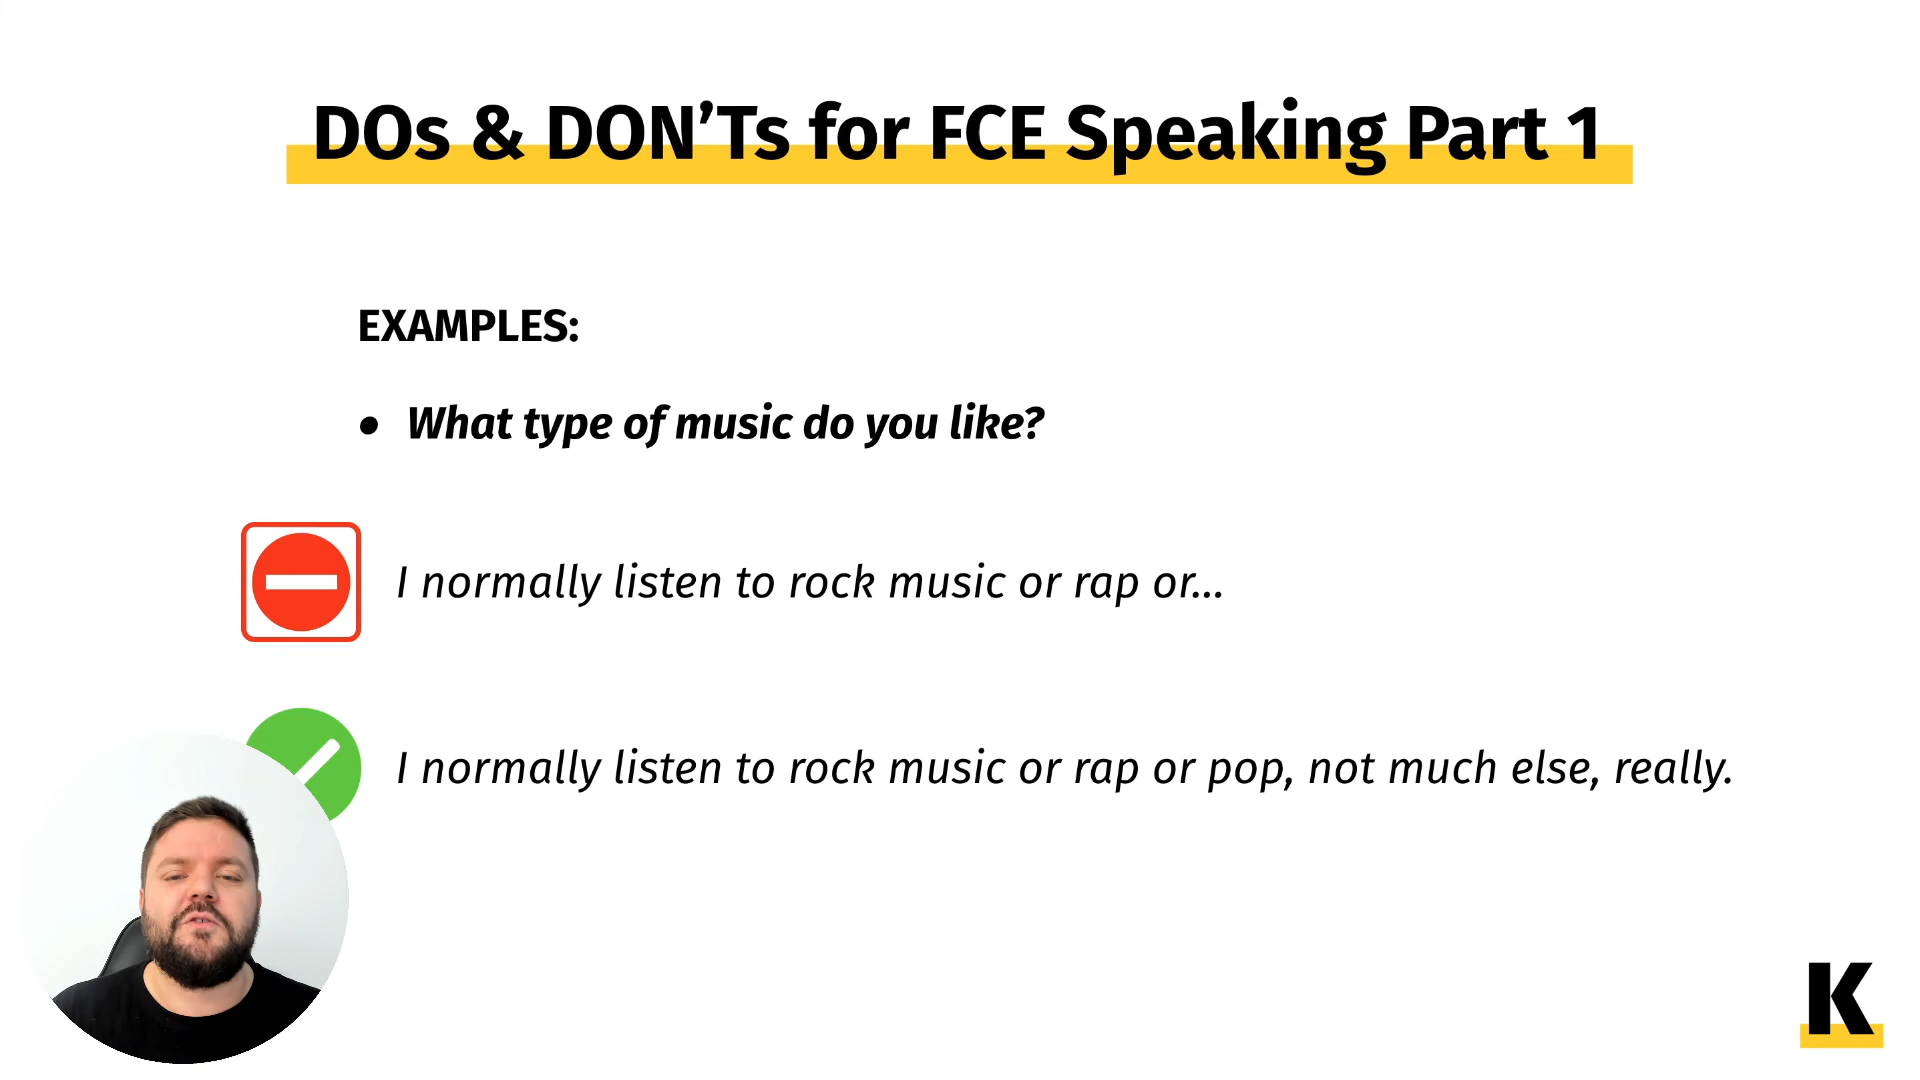 DOs & DON’Ts for FCE Speaking Part 1
EXAMPLES:
• What type of music do you like?
I normally listen to rock music or rap or...
I normally listen to rock music or rap or pop, not much else, really.
K